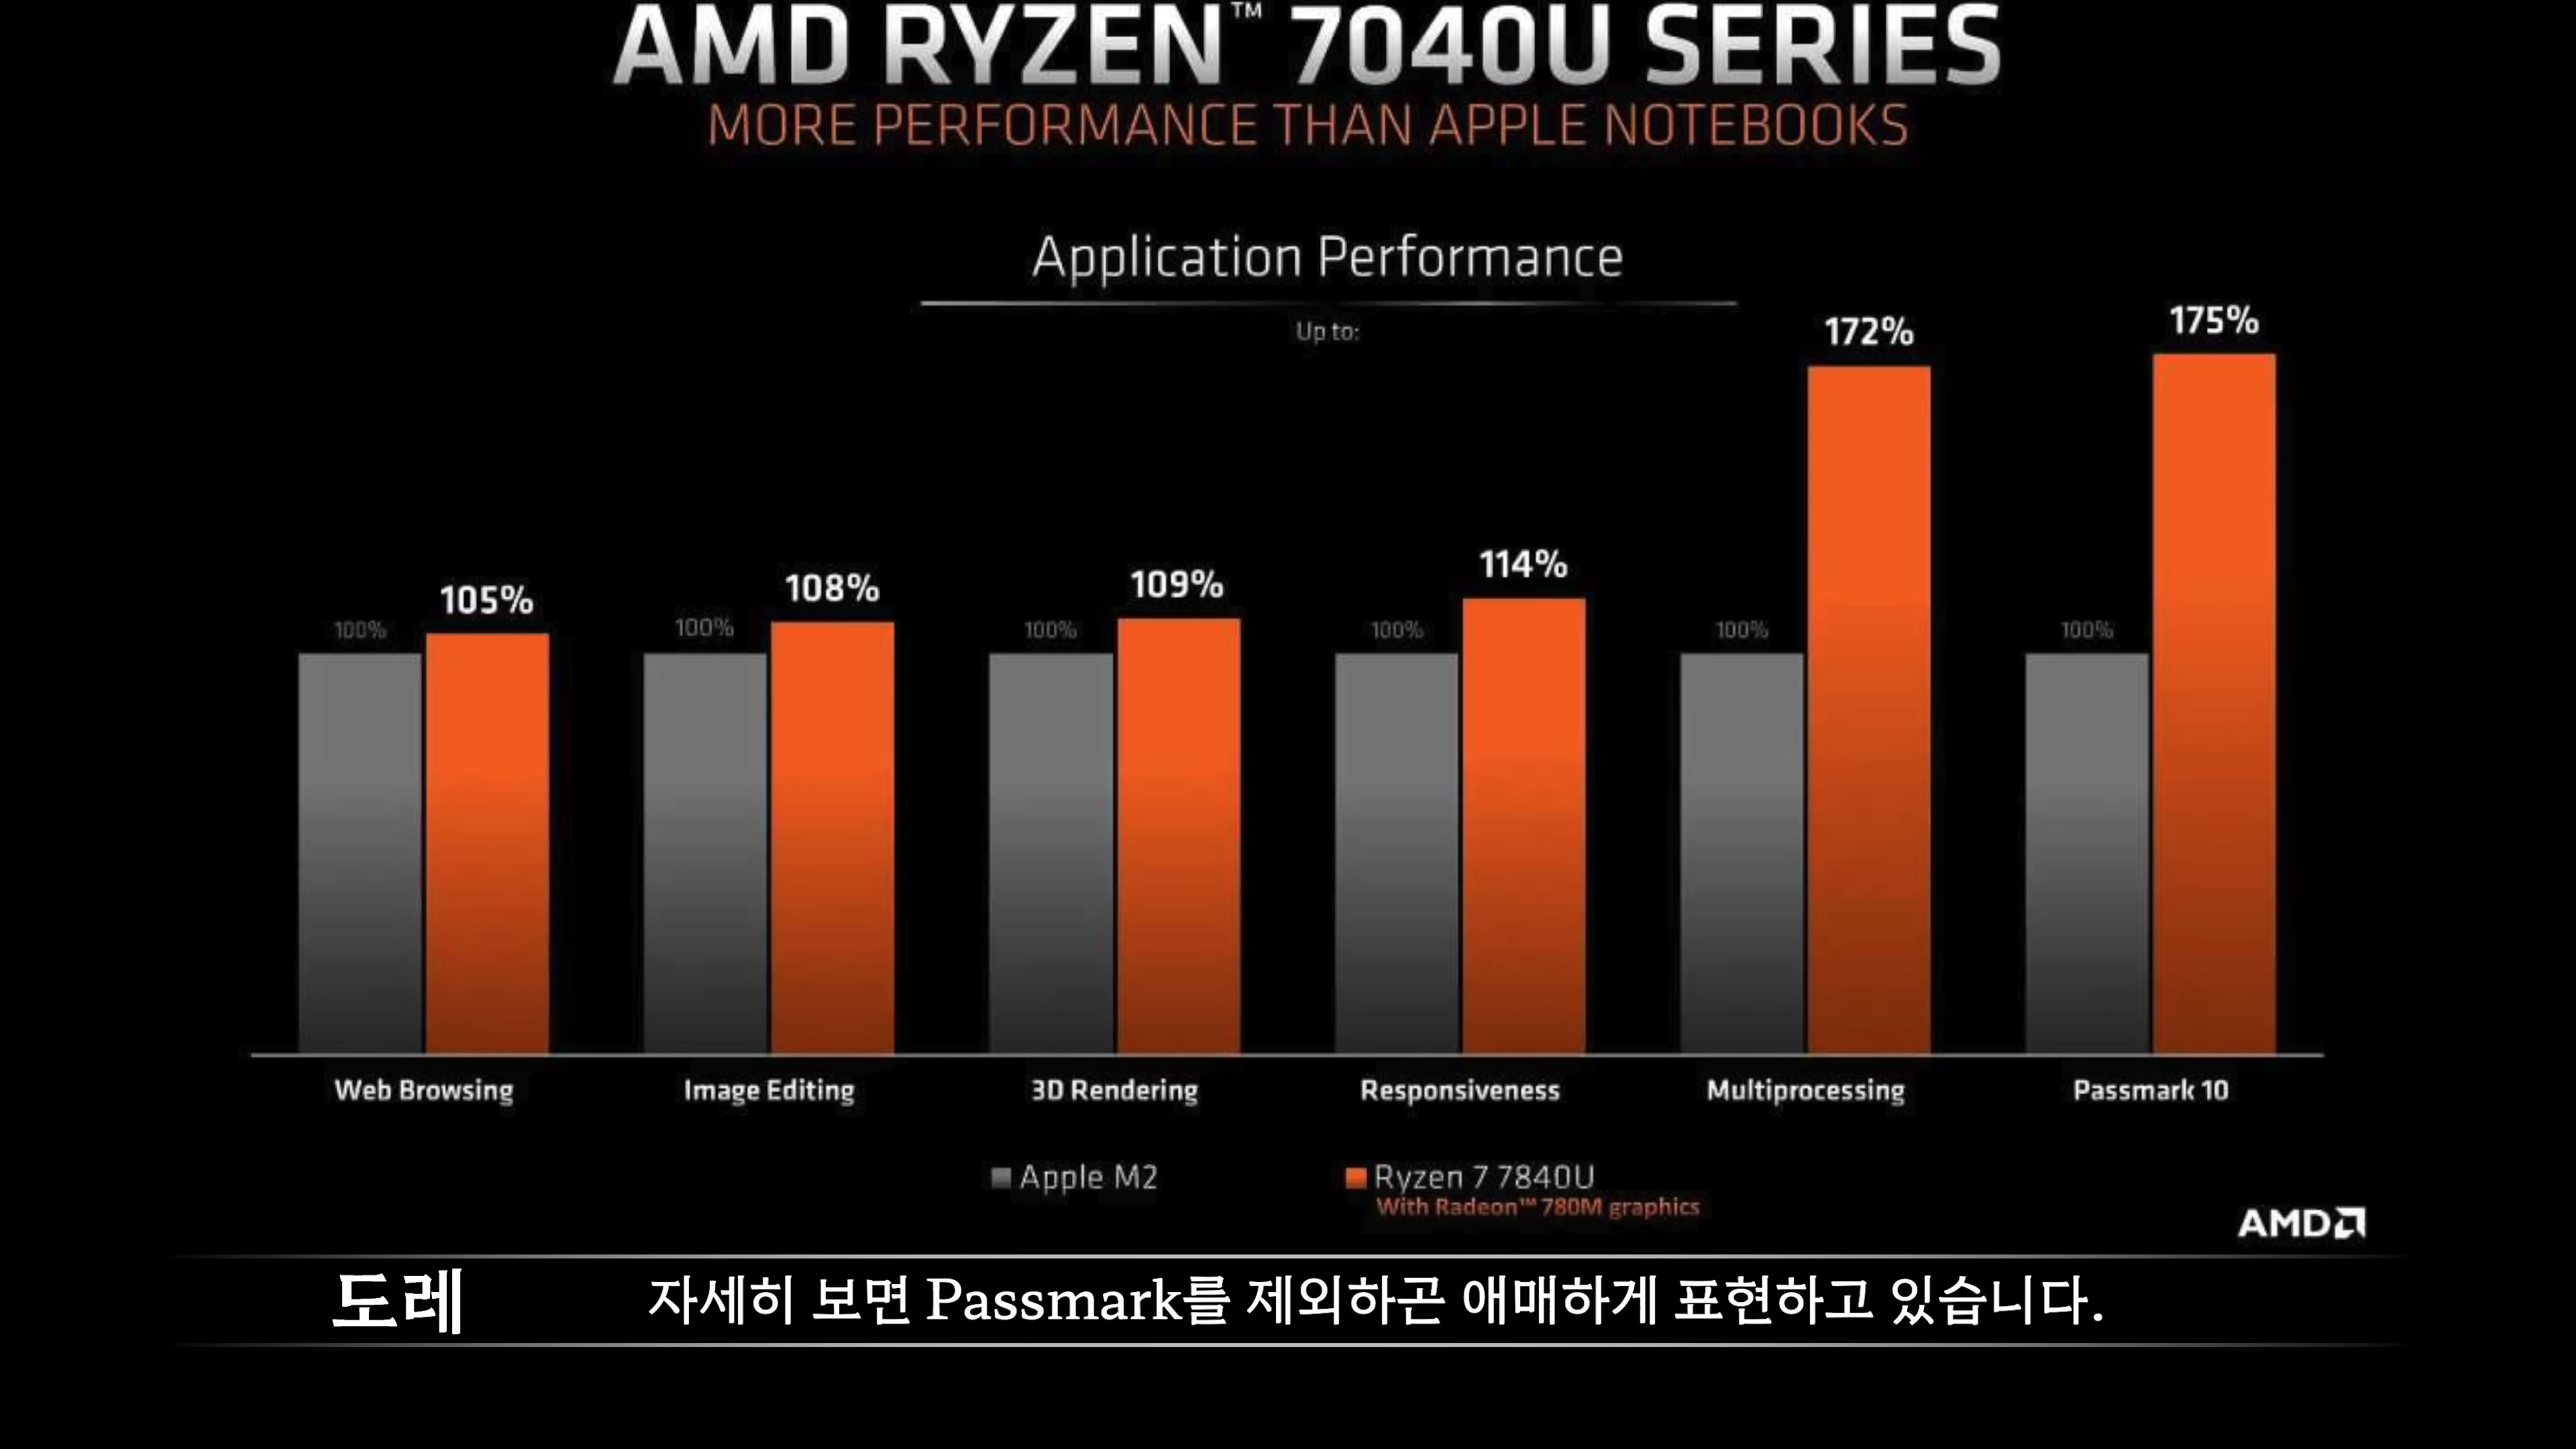 AMD RYZEN™ 7040U SERIES
MORE PERFORMANCE THAN APPLE NOTEBOOKS
Application Performance
Up to:
100% 105% 100% 108% 100% 109% 100% 114% 100% 172% 100% 175%
Web Browsing Image Editing 3D Rendering Responsiveness Multiprocessing Passmark 10
Apple M2 Ryzen 7 7840U
With Radeon™ 780M graphics
AMD
도레 자세히 보면 Passmark를 제외하곤 애매하게 표현하고 있습니다.